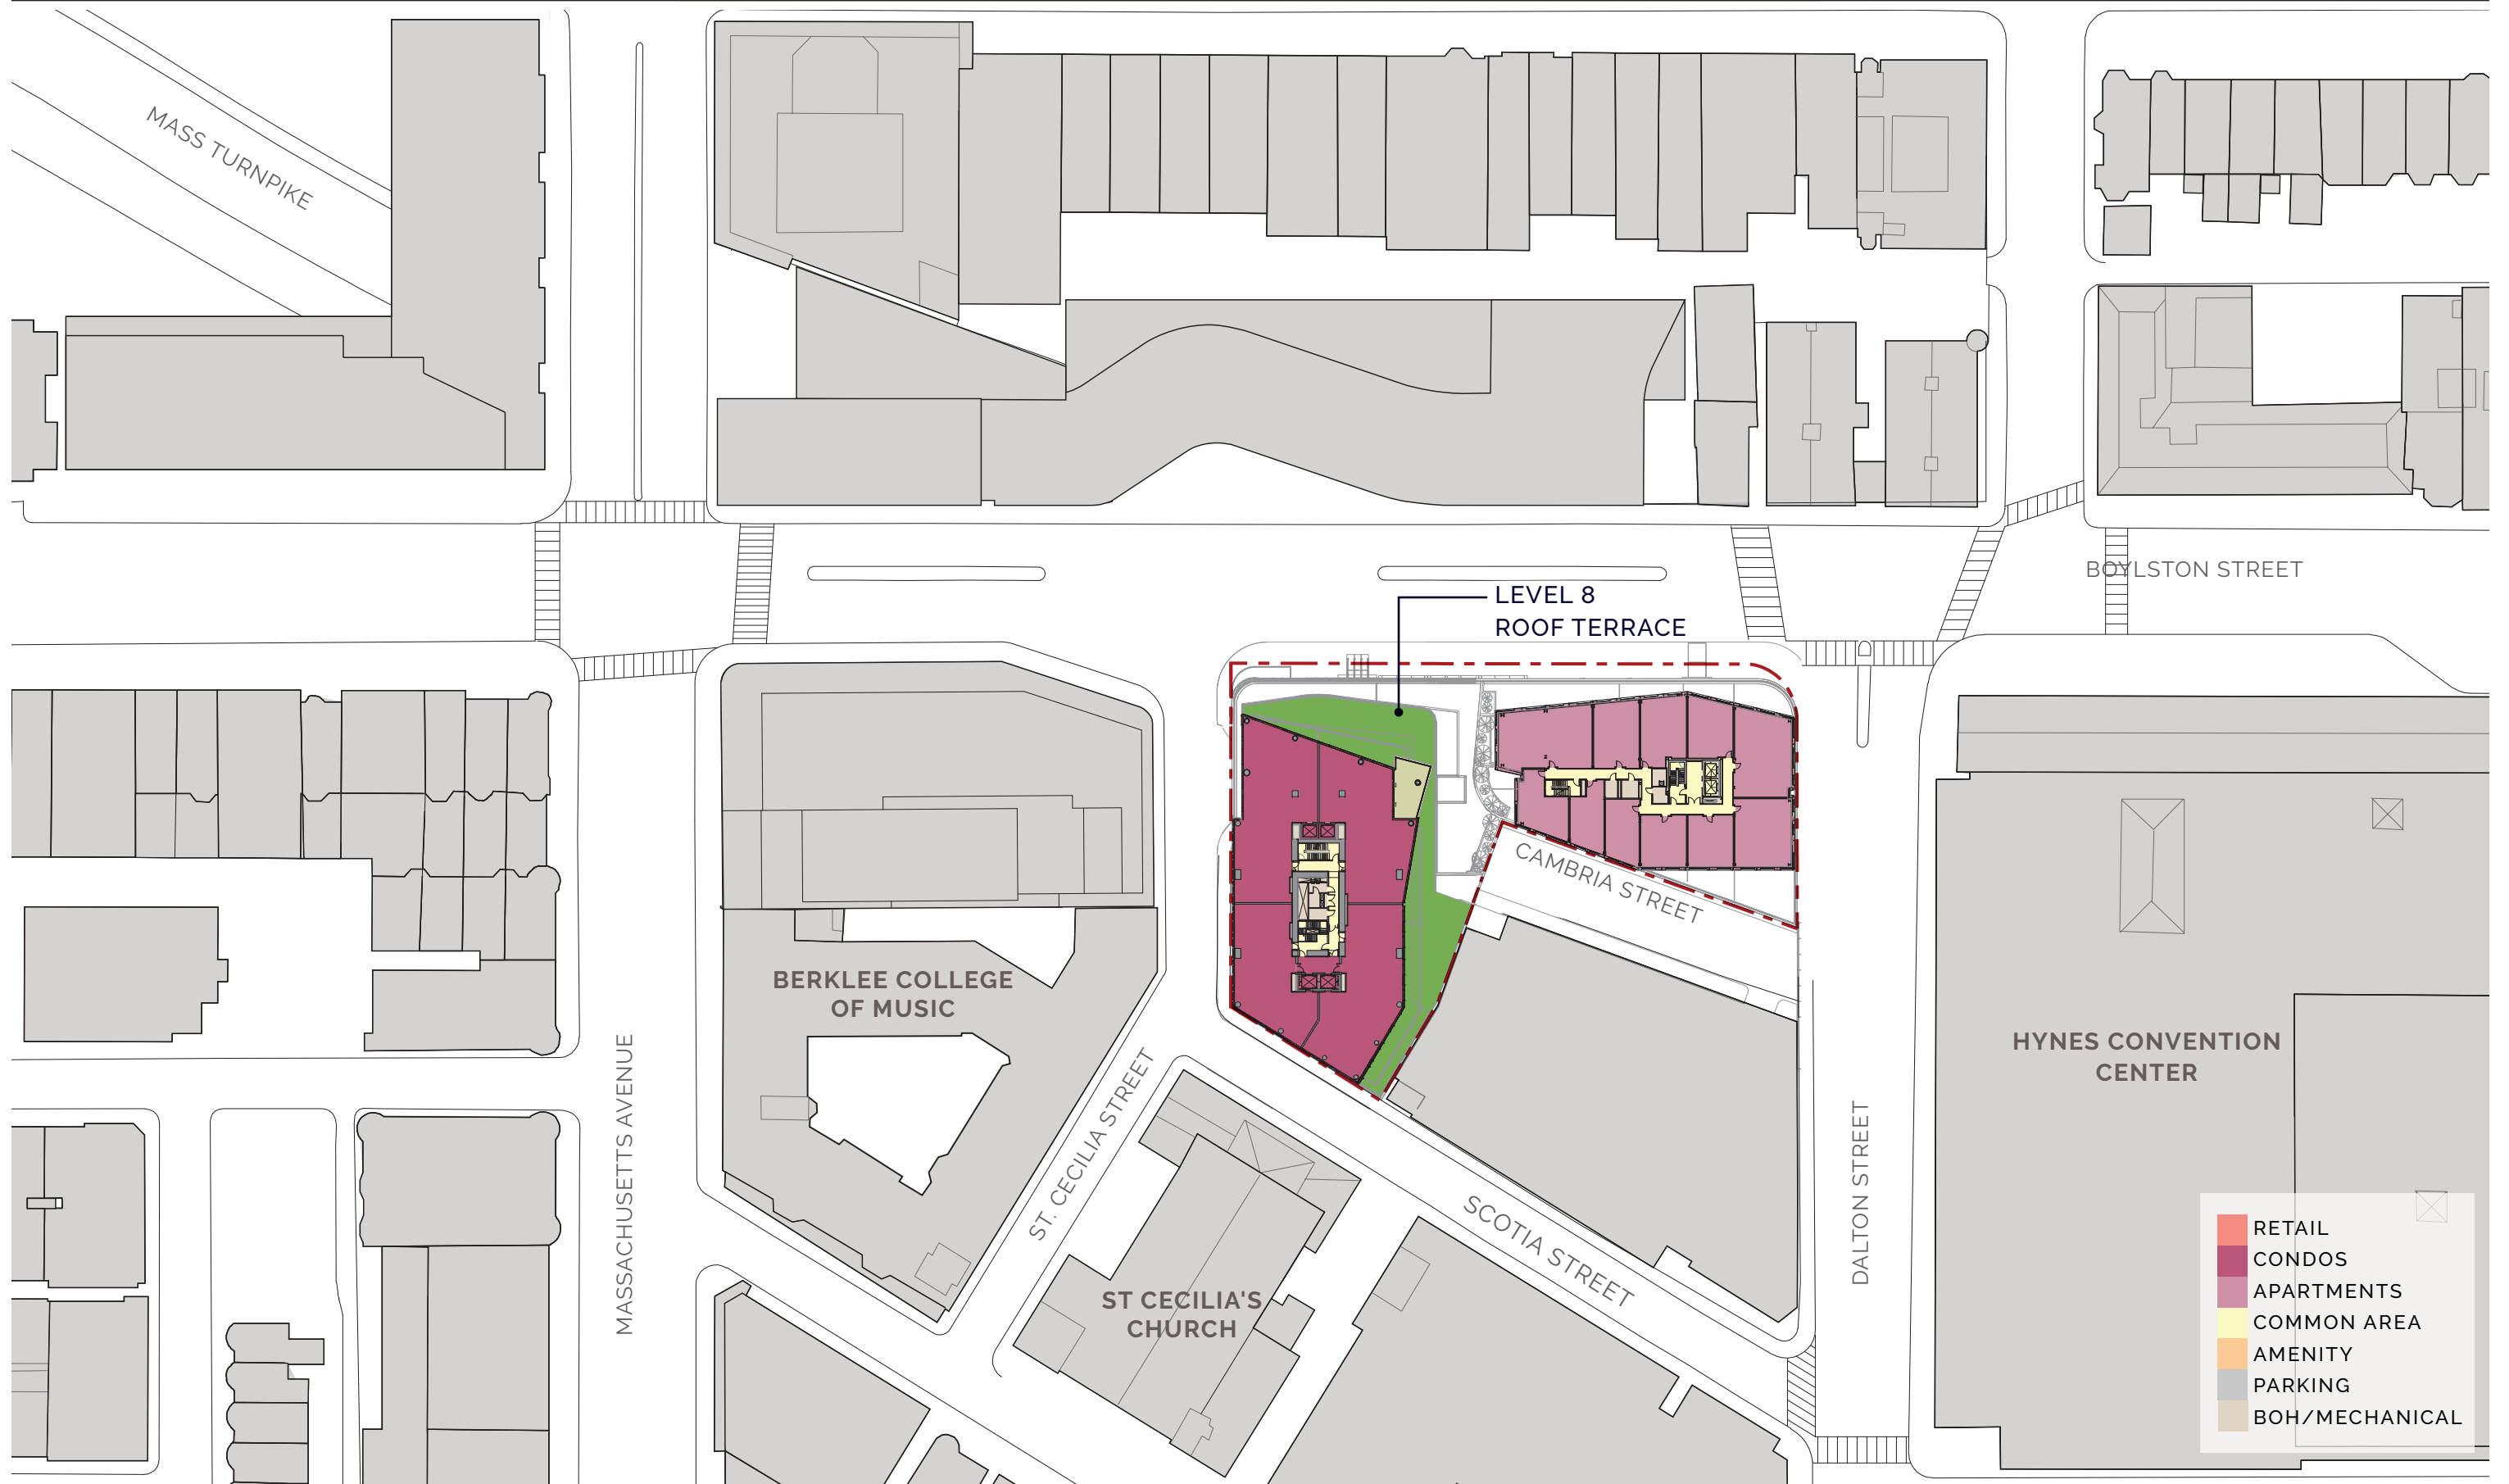 MASS TURNPIKE
BOYLSTON STREET
LEVEL 8
ROOF TERRACE
CAMBRIA STREET
BERKLEE COLLEGE
OF MUSIC
HYNES CONVENTION
CENTER
MASSACHUSETTS AVENUE
ST. CECILIA STREET
SCOTIA STREET
DALTON STREET
ST CECILIA'S
CHURCH
RETAIL
CONDOS
APARTMENTS
COMMON AREA
AMENITY
PARKING
BOH/MECHANICAL